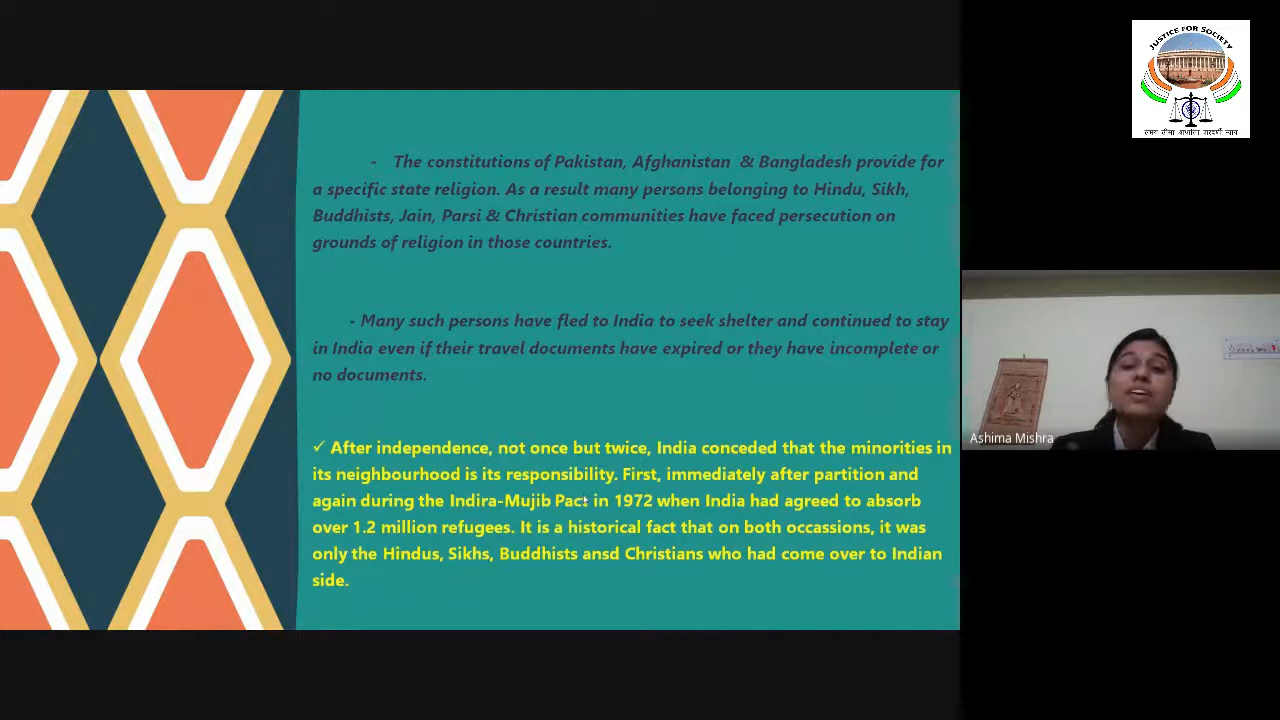 - The constitutions of Pakistan, Afghanistan & Bangladesh provide for
a specific state religion. As a result many persons belonging to Hindu, Sikh,
Buddhists, Jain, Parsi & Christian communities have faced persecution on
grounds of religion in those countries.
- Many such persons have fled to India to seek shelter and continued to stay
in India even if their travel documents have expired or they have incomplete or
no documents.
✓ After independence, not once but twice, India conceded that the minorities in
its neighbourhood is its responsibility. First, immediately after partition and
again during the Indira-Mujib Pact in 1972 when India had agreed to absorb
over 1.2 million refugees. It is a historical fact that on both occassions, it was
only the Hindus, Sikhs, Buddhists ansd Christians who had come over to Indian
side.
JUSTICE FOR SOCIETY
Ashima Mishra